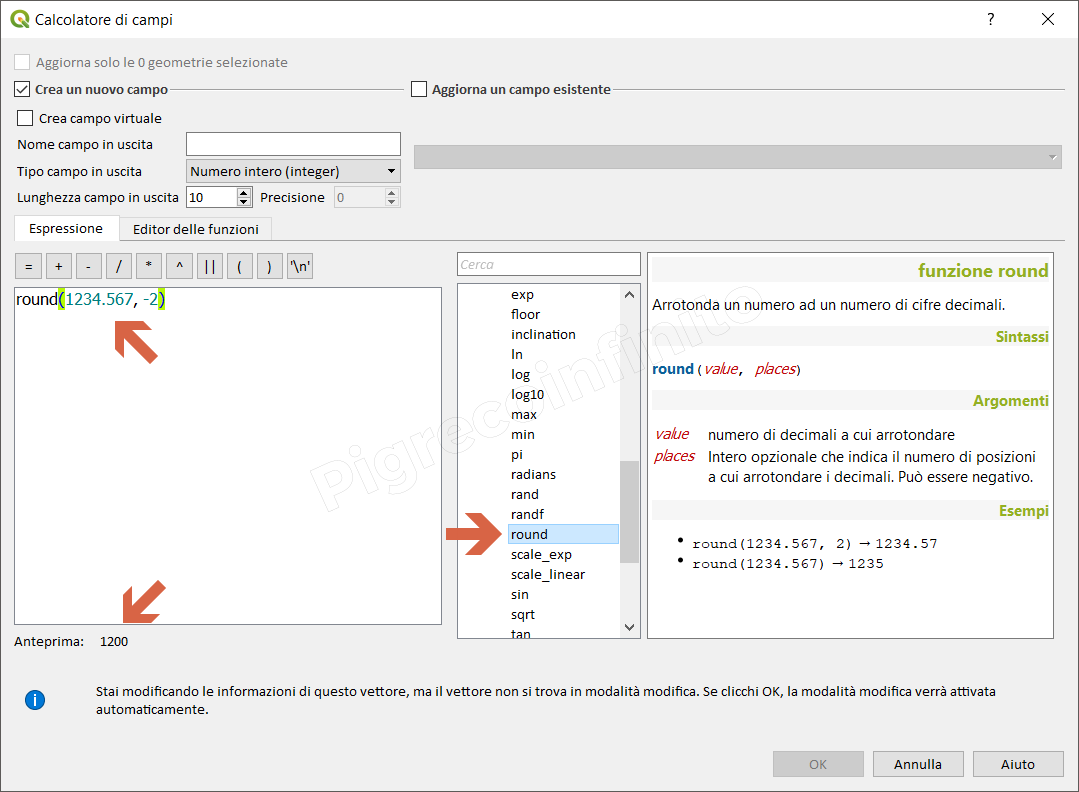 Calcolatore di campi
?
Aggiorna solo le 0 geometrie selezionate
Crea un nuovo campo
Aggiorna un campo esistente
Crea campo virtuale
Nome campo in uscita
Tipo campo in uscita Numero intero (integer)
Lunghezza campo in uscita 10 Precisione 0
Espressione Editor delle funzioni
= + - / * ^ || ( ) '\n'
round(1234.567, -2)
Anteprima: 1200
Cerca
exp
floor
inclination
ln
log
log10
max
min
pi
radians
rand
randf
round
scale_exp
scale_linear
sin
sqrt
tan
funzione round
Arrotonda un numero ad un numero di cifre decimali.
Sintassi
round(value, places)
Argomenti
value numero di decimali a cui arrotondare
places Intero opzionale che indica il numero di posizioni
a cui arrotondare i decimali. Può essere negativo.
Esempi
• round(1234.567, 2) → 1234.57
• round(1234.567) → 1235
Pigrecoinfinito
i
Stai modificando le informazioni di questo vettore, ma il vettore non si trova in modalità modifica. Se clicchi OK, la modalità modifica verrà attivata
automaticamente.
OK Annulla Aiuto